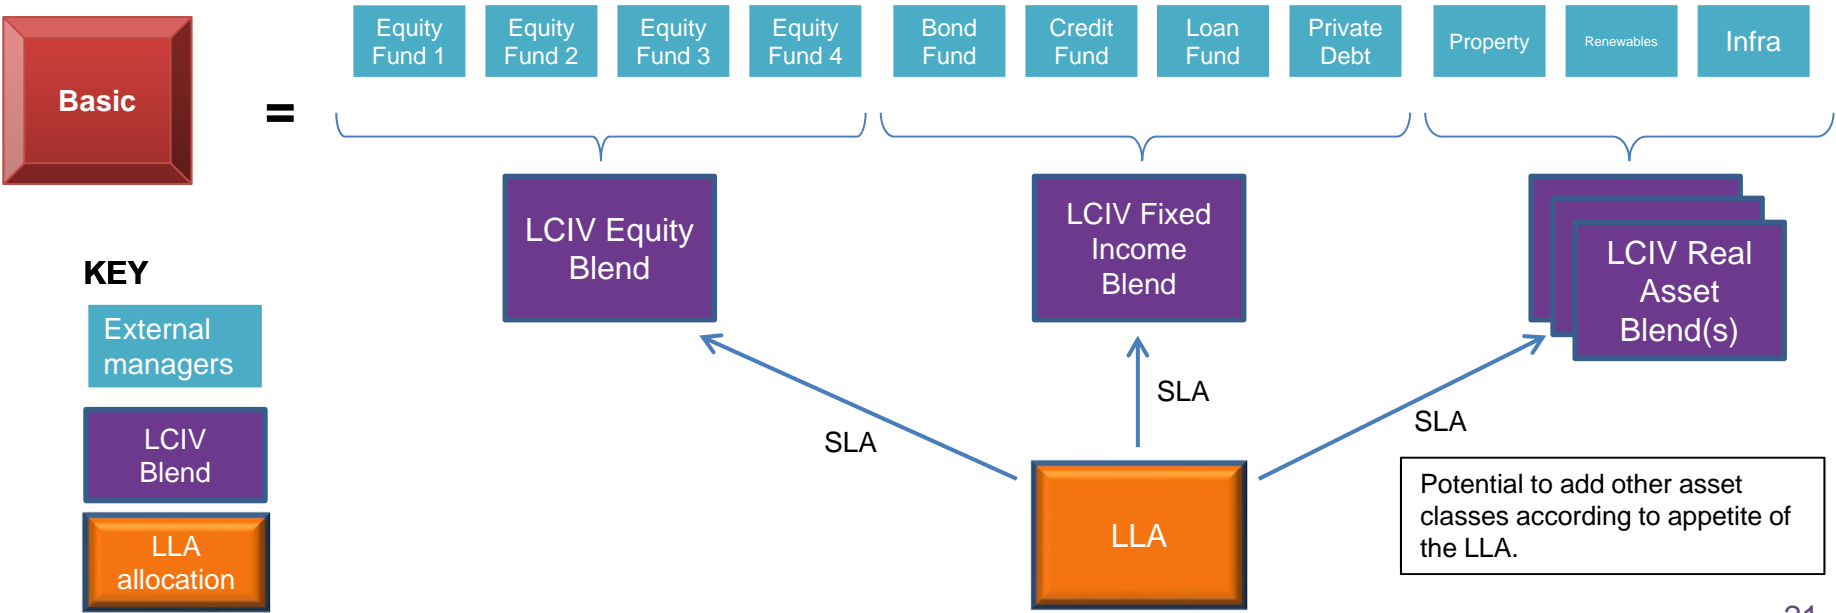 Basic
=
Equity
Fund 1
Equity
Fund 2
Equity
Fund 3
Equity
Fund 4
Bond
Fund
Credit
Fund
Loan
Fund
Private
Debt
Property
Renewables
Infra
LCIV Equity
Blend
LCIV Fixed
Income
Blend
LCIV Real
Asset
Blend(s)
KEY
External
managers
LCIV
Blend
LLA
allocation
SLA
SLA
SLA
LLA
Potential to add other asset
classes according to appetite of
the LLA.